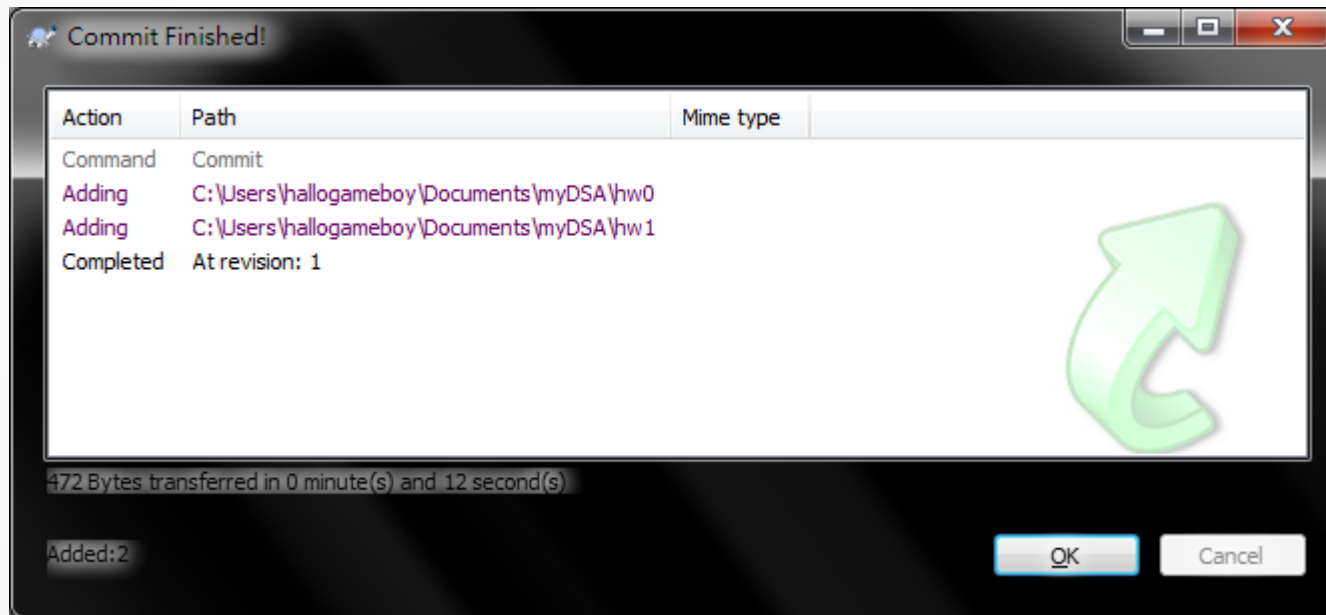 Commit Finished!
Action Path Mime type
Command Commit
Adding C:\Users\hallogameboy\Documents\myDSA\hw0
Adding C:\Users\hallogameboy\Documents\myDSA\hw1
Completed At revision: 1
472 Bytes transferred in 0 minute(s) and 12 second(s)
Added:2
OK Cancel